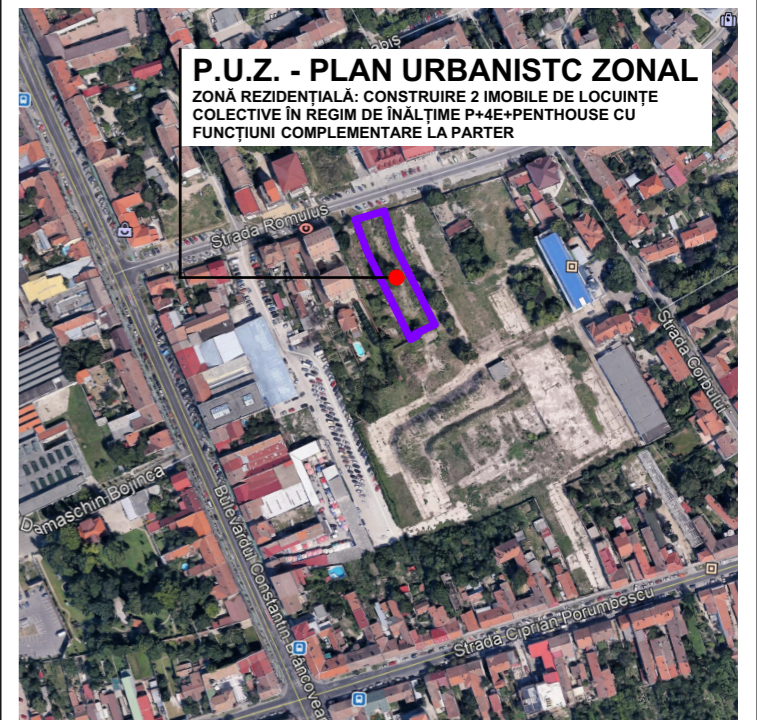 P.U.Z. - PLAN URBANISTC ZONAL
ZONĂ REZIDENȚIALĂ: CONSTRUIRE 2 IMOBILE DE LOCUINȚE
COLECTIVE ÎN REGIM DE ÎNĂLȚIME P+4E+PENTHOUSE CU
FUNCȚIUNI COMPLEMENTARE LA PARTER
Strada Romulus
Strada Corbului
Damaschin Bojinca
Bulevardul Constantin Brâncovea
Strada Ciprian Porumbescu